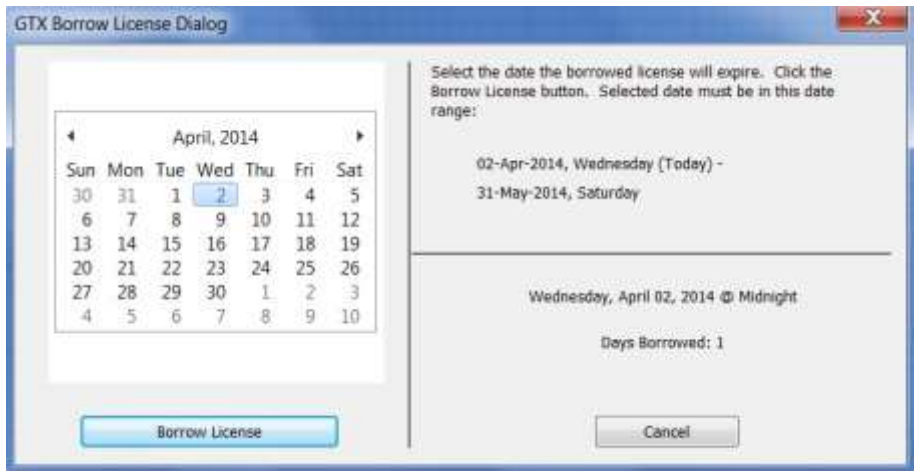 GTX Borrow License Dialog
April, 2014
Sun Mon Tue Wed Thu Fri Sat
30 31 1 2 3 4 5
6 7 8 9 10 11 12
13 14 15 16 17 18 19
20 21 22 23 24 25 26
27 28 29 30 1 2 3
4 5 6 7 8 9 10
Borrow License
Select the date the borrowed license will expire. Click the
Borrow License button. Selected date must be in this date
range:
02-Apr-2014, Wednesday (Today) -
31-May-2014, Saturday
Wednesday, April 02, 2014 @ Midnight
Days Borrowed: 1
Cancel